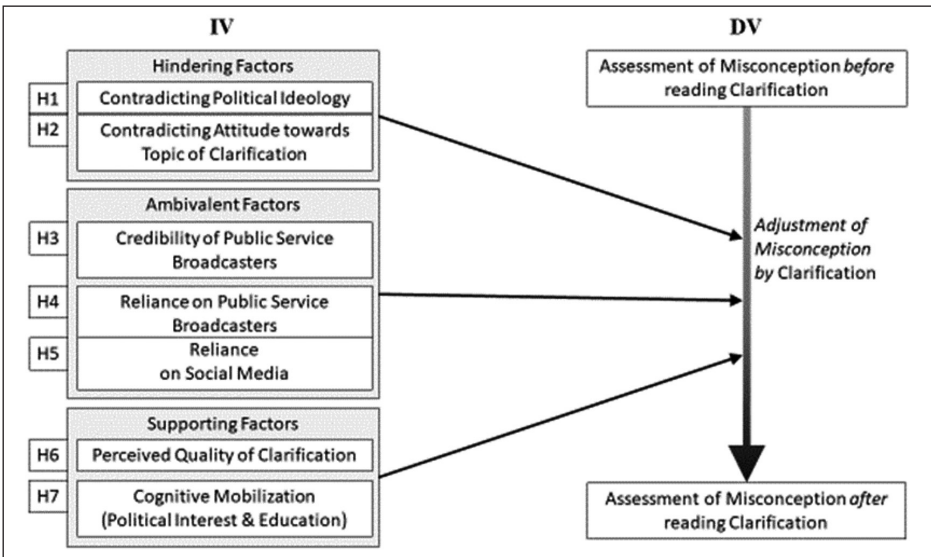 IV
DV
Hindering Factors
H1
Contradicting Political Ideology
H2
Contradicting Attitude towards
Topic of Clarification
Ambivalent Factors
H3
Credibility of Public Service
Broadcasters
H4
Reliance on Public Service
Broadcasters
H5
Reliance
on Social Media
Supporting Factors
H6
Perceived Quality of Clarification
H7
Cognitive Mobilization
(Political Interest & Education)
Assessment of Misconception before
reading Clarification
Adjustment of
Misconception
by Clarification
Assessment of Misconception after
reading Clarification